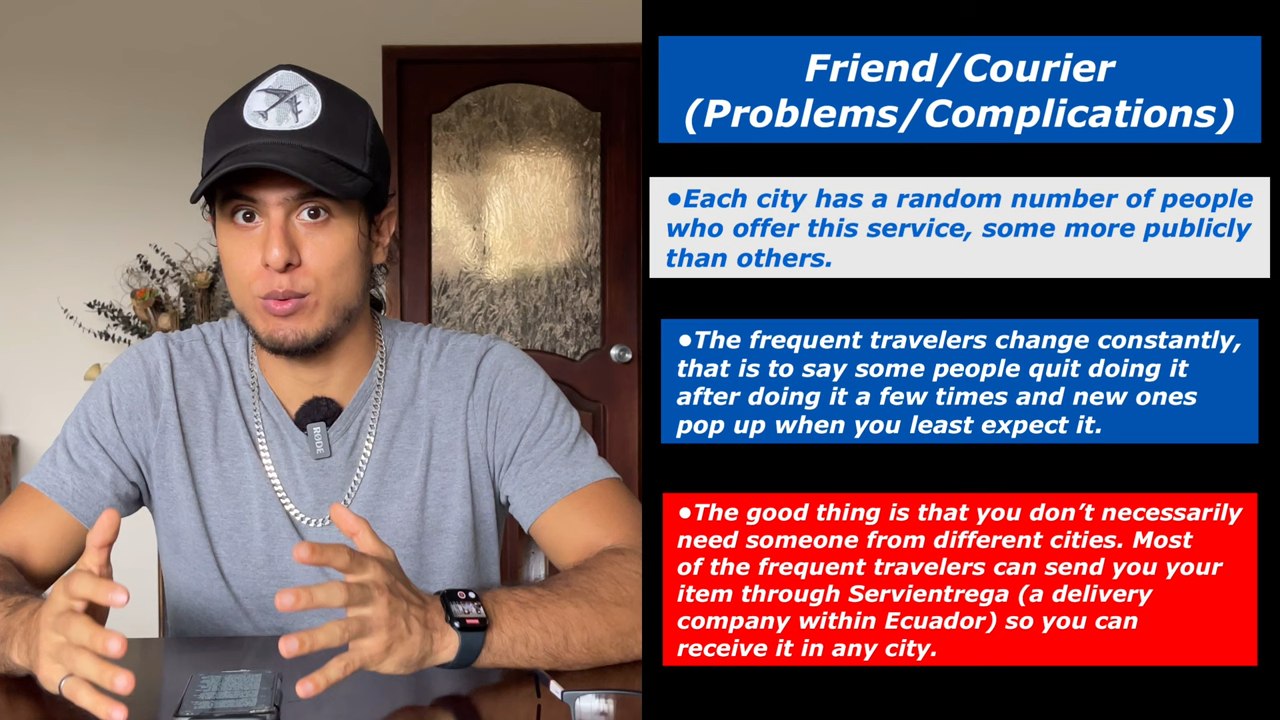 Friend/Courier
(Problems/Complications)
●Each city has a random number of people
who offer this service, some more publicly
than others.
●The frequent travelers change constantly,
that is to say some people quit doing it
after doing it a few times and new ones
pop up when you least expect it.
●The good thing is that you don’t necessarily
need someone from different cities. Most
of the frequent travelers can send you your
item through Servientrega (a delivery
company within Ecuador) so you can
receive it in any city.
RØDE